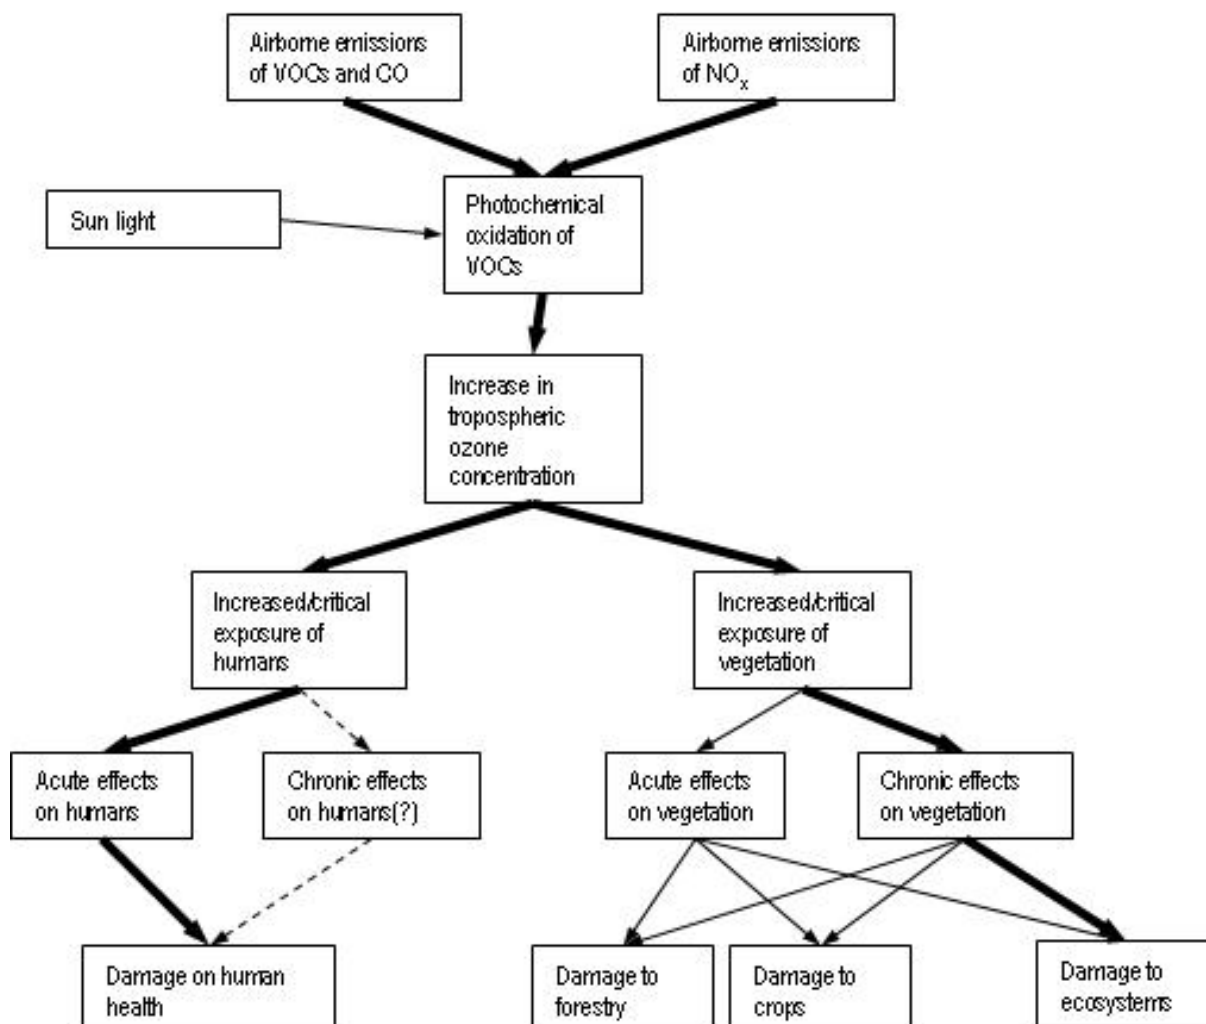 Airborne emissions
of VOCs and CO
Airborne emissions
of NOx
Sun light
Photochemical
oxidation of
VOCs
Increase in
tropospheric
ozone
concentration
Increased/critical
exposure of
humans
Increased/critical
exposure of
vegetation
Acute effects
on humans
Chronic effects
on humans(?)
Acute effects
on vegetation
Chronic effects
on vegetation
Damage on human
health
Damage to
forestry
Damage to
crops
Damage to
ecosystems